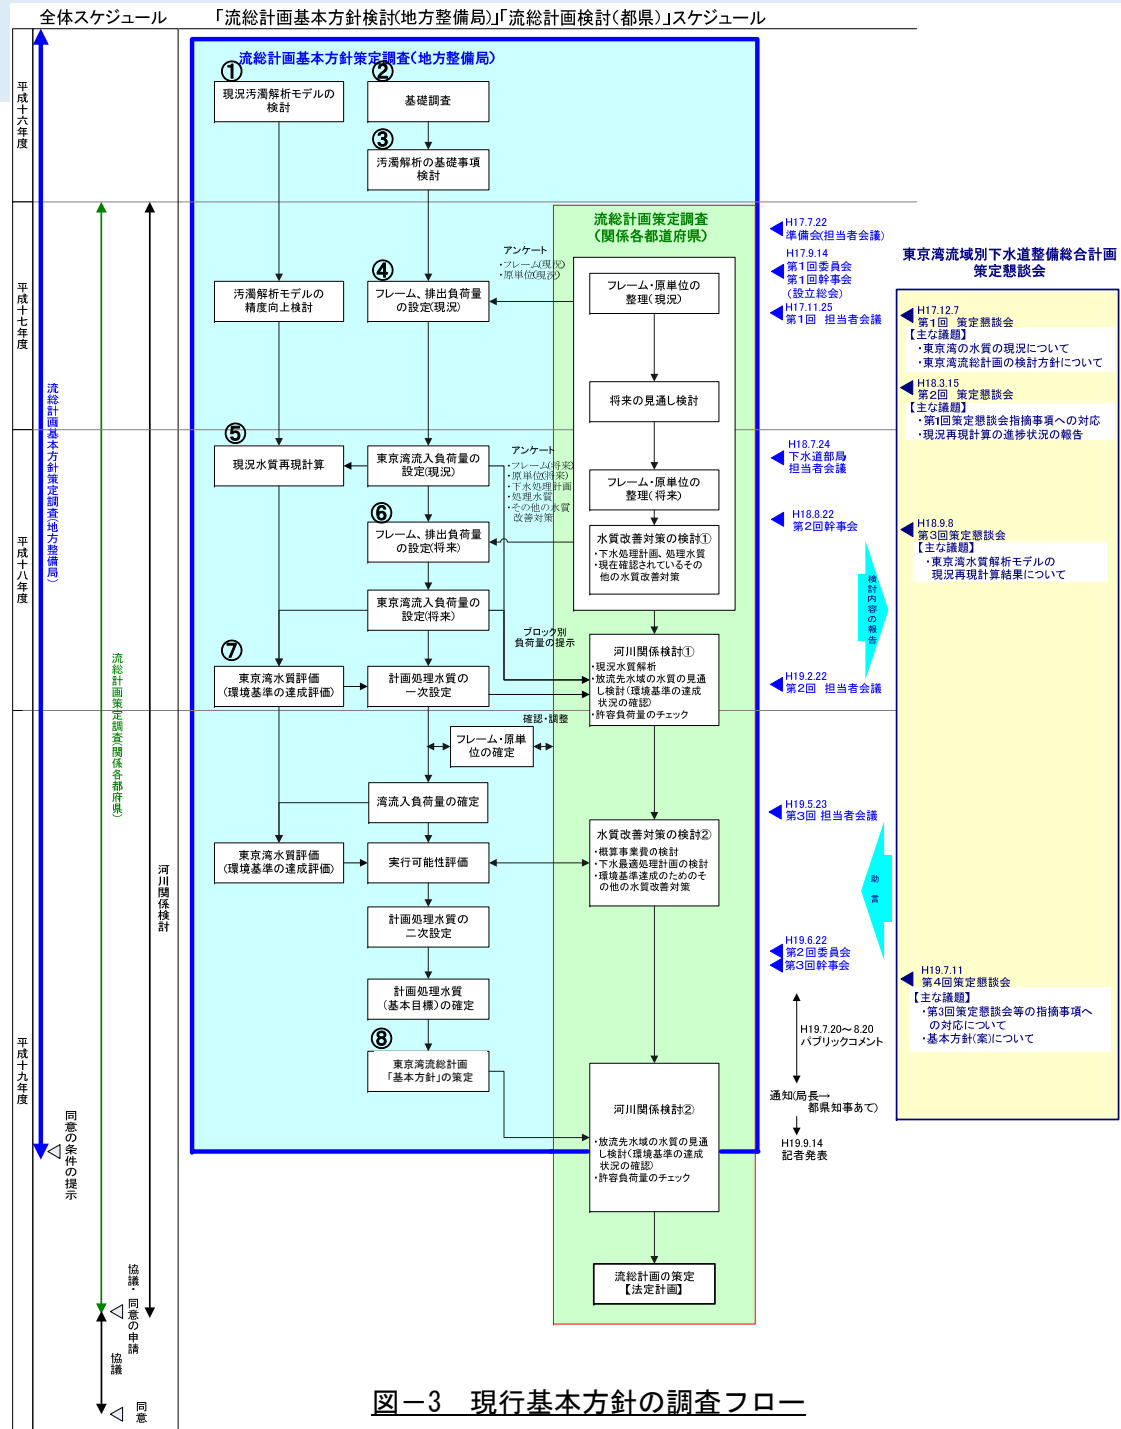 全体スケジュール
「流総計画基本方針検討(地方整備局)」「流総計画検討(都県)」スケジュール
平成十六年度
平成十七年度
平成十八年度
平成十九年度
流総計画基本方針策定調査(地方整備局)
流総計画策定調査(関係各都府県)
河川関係検討
同意の条件の提示
協議・同意の申請
協議
同意
流総計画基本方針策定調査(地方整備局)
①
現況汚濁解析モデルの
検討
②
基礎調査
③
汚濁解析の基礎事項
検討
汚濁解析モデルの
精度向上検討
④
フレーム、排出負荷量
の設定(現況)
アンケート
・フレーム(現況)
・原単位(現況)
⑤
現況水質再現計算
東京湾流入負荷量の
設定(現況)
アンケート
・フレーム(将来)
・原単位(将来)
・下水処理計画
・処理水質
・その他の水質
改善対策
⑥
フレーム、排出負荷量
の設定(将来)
東京湾流入負荷量の
設定(将来)
ブロック別
負荷量の提示
⑦
東京湾水質評価
(環境基準の達成評価)
計画処理水質の
一次設定
確認・調整
フレーム・原単
位の確定
湾流入負荷量の確定
東京湾水質評価
(環境基準の達成評価)
実行可能性評価
計画処理水質の
二次設定
計画処理水質
(基本目標)の確定
⑧
東京湾流総計画
「基本方針」の策定
流総計画策定調査
(関係各都道府県)
フレーム・原単位の
整理(現況)
将来の見通し検討
フレーム・原単位の
整理(将来)
水質改善対策の検討①
・下水処理計画、処理水質
・現在確認されているその
他の水質改善対策
河川関係検討①
・現況水質解析
・放流先水域の水質の見通
し検討(環境基準の達成
状況の確認)
・許容負荷量のチェック
水質改善対策の検討②
・概算事業費の検討
・下水最適処理計画の検討
・環境基準達成のためのそ
の他の水質改善対策
河川関係検討②
・放流先水域の水質の見通
し検討(環境基準の達成
状況の確認)
・許容負荷量のチェック
流総計画の策定
【法定計画】
H17.7.22
準備会(担当者会議)
H17.9.14
第1回委員会
第1回幹事会
(設立総会)
H17.11.25
第1回 担当者会議
H18.7.24
下水道部局
担当者会議
H18.8.22
第2回幹事会
検討内容の報告
H19.2.22
第2回 担当者会議
H19.5.23
第3回 担当者会議
助言
H19.6.22
第2回委員会
第3回幹事会
H19.7.20～8.20
パブリックコメント
通知(局長→
都県知事あて)
H19.9.14
記者発表
東京湾流域別下水道整備総合計画
策定懇談会
H17.12.7
第1回 策定懇談会
【主な議題】
・東京湾の水質の現況について
・東京湾流総計画の検討方針について
H18.3.15
第2回 策定懇談会
【主な議題】
・第1回策定懇談会指摘事項への対応
・現況再現計算の進捗状況の報告
H18.9.8
第3回策定懇談会
【主な議題】
・東京湾水質解析モデルの
現況再現計算結果について
H19.7.11
第4回策定懇談会
【主な議題】
・第3回策定懇談会等の指摘事項へ
の対応について
・基本方針(案)について
図－3 現行基本方針の調査フロー